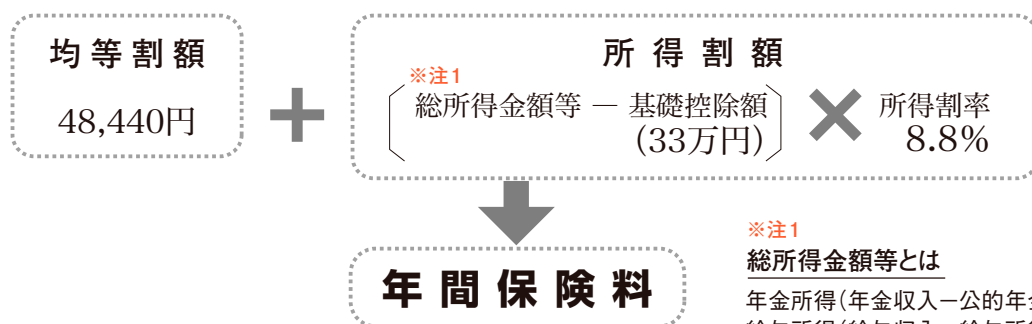 均等割額
48,440円
＋
所得割額
※注1
〔総所得金額等 ― 基礎控除額
(33万円)〕
×
所得割率
8.8%
年間保険料
※注1
総所得金額等とは
年金所得(年金収入−公的年金